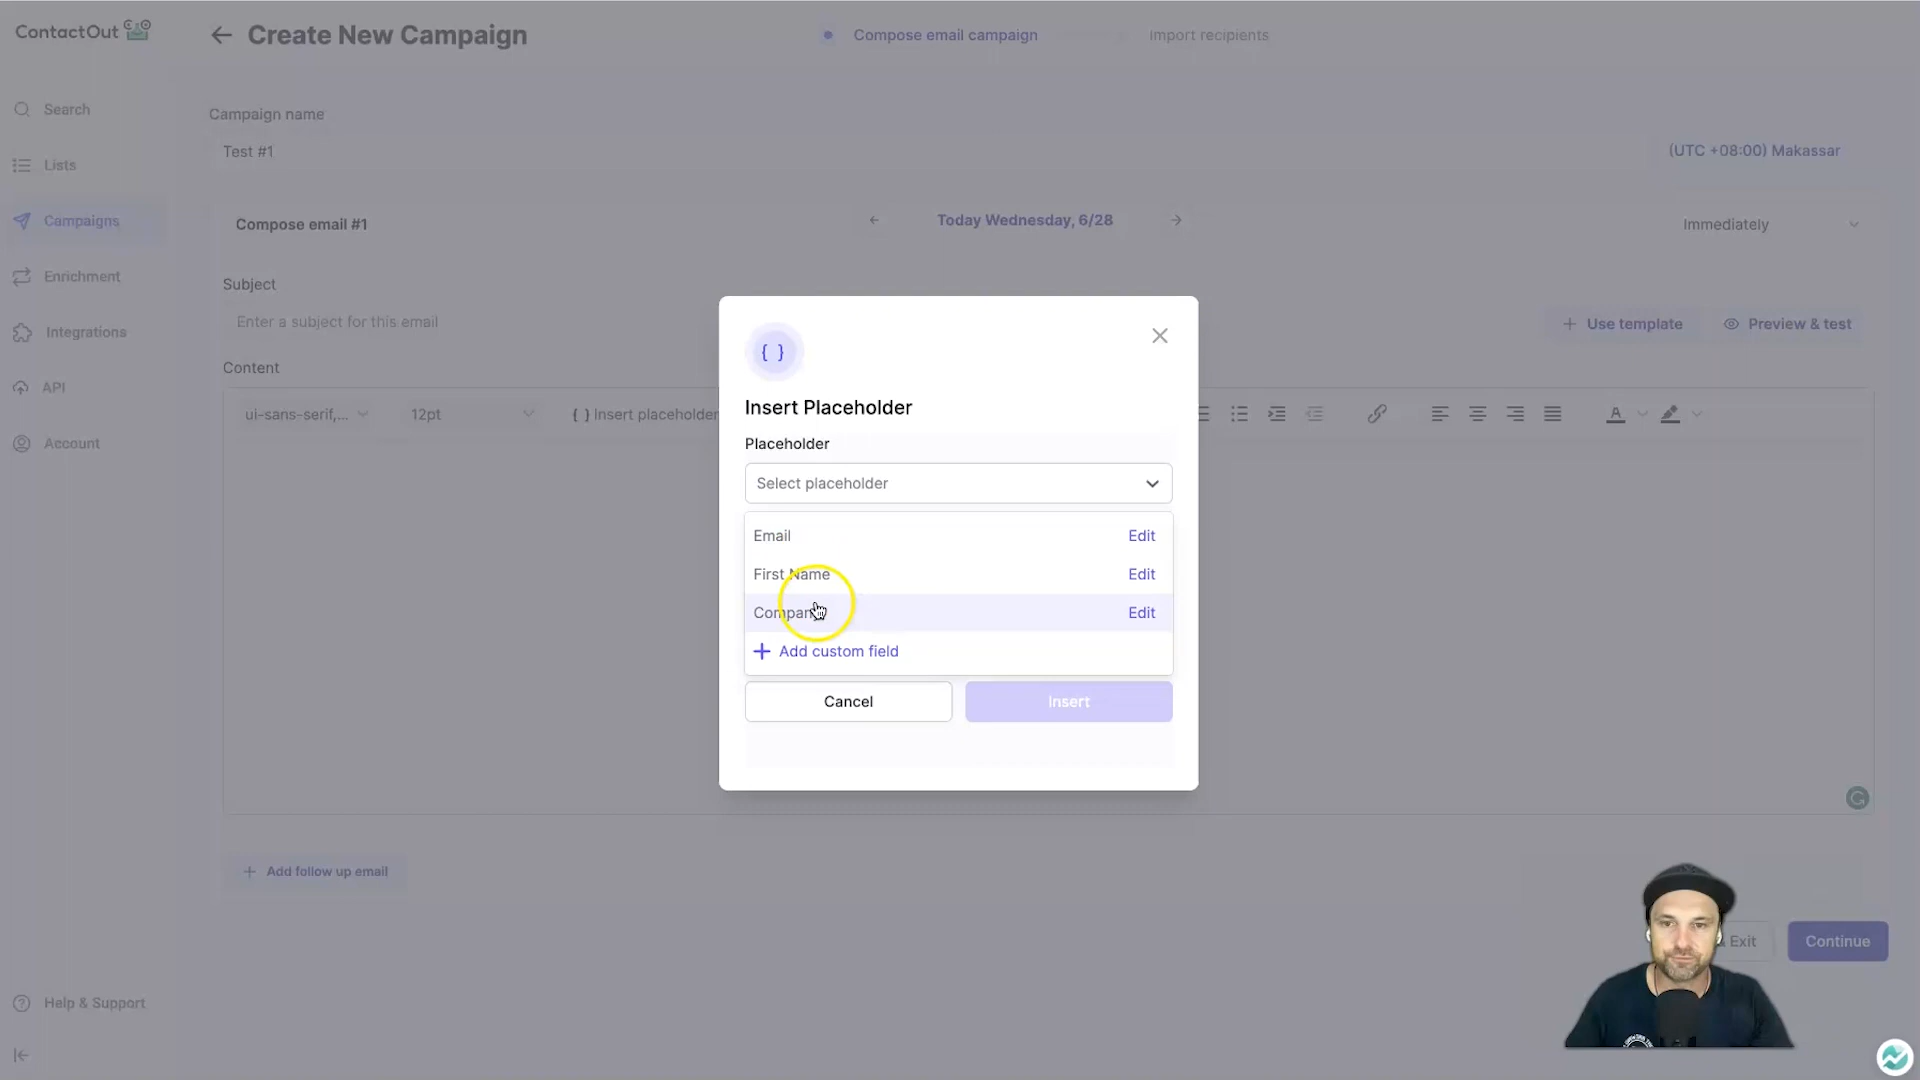 ContactOut
Create New Campaign
Compose email campaign
Import recipients
Search
Lists
Campaigns
Enrichment
Integrations
API
Account
Help & Support
Campaign name
Test #1
(UTC +08:00) Makassar
Compose email #1
Today Wednesday, 6/28
Immediately
Subject
Enter a subject for this email
Use template
Preview & test
Content
ui-sans-serif,...
12pt
{ } Insert placeholder
A
{ }
Insert Placeholder
Placeholder
Select placeholder
Email Edit
First Name Edit
Company Edit
Add custom field
Cancel
Insert
Add follow up email
Exit
Continue